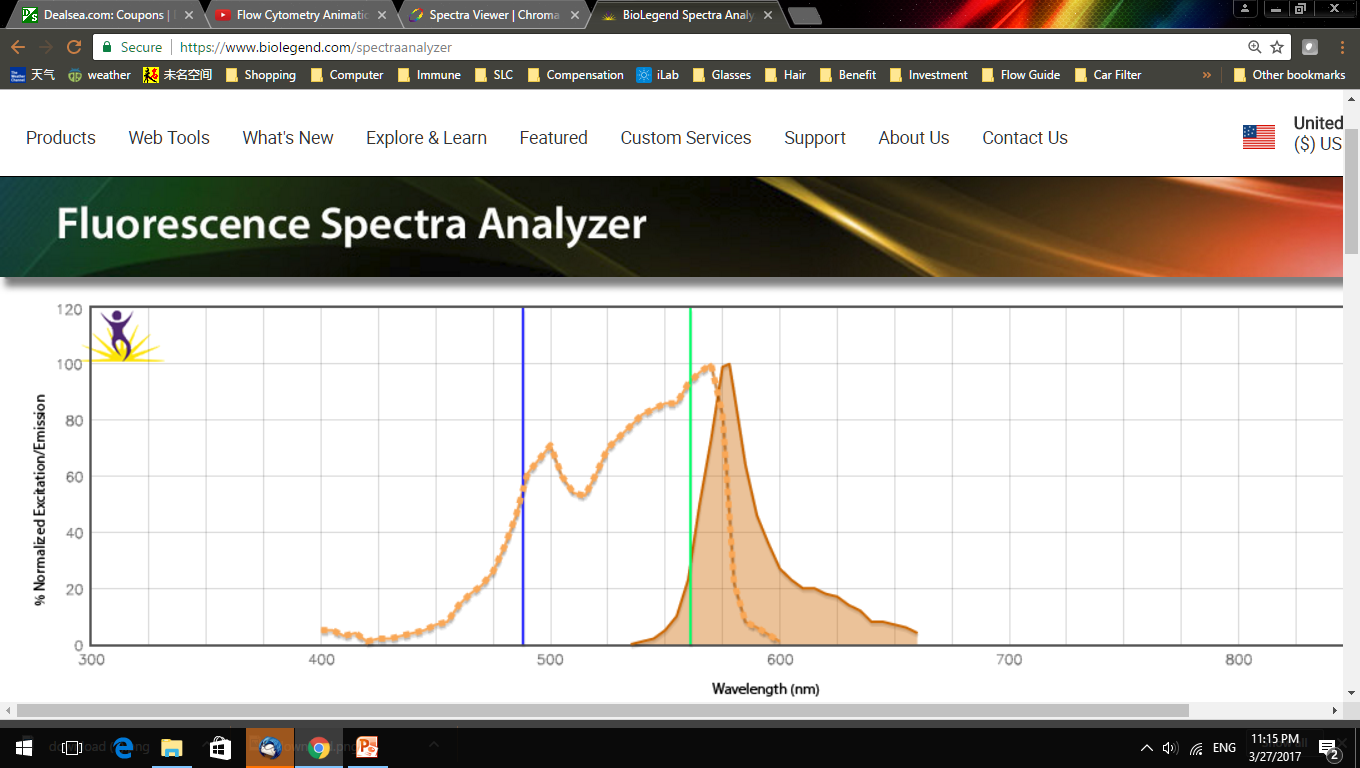 Dealsea.com: Coupons |
Flow Cytometry Animatio
Spectra Viewer | Chroma
BioLegend Spectra Analy
Secure
https://www.biolegend.com/spectraanalyzer
The Weather Channel
天气
weather
未名空间
Shopping
Computer
Immune
SLC
Compensation
iLab
Glasses
Hair
Benefit
Investment
Flow Guide
Car Filter
»
Other bookmarks
Products
Web Tools
What's New
Explore & Learn
Featured
Custom Services
Support
About Us
Contact Us
United
($) US
Fluorescence Spectra Analyzer
% Normalized Excitation/Emission
120
100
80
60
40
20
0
300
400
500
600
700
800
Wavelength (nm)
ENG
11:15 PM
3/27/2017
2